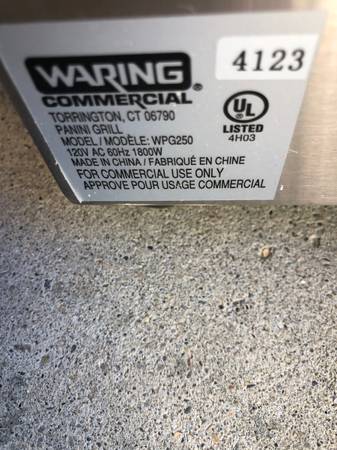 WARING®
COMMERCIAL
4123
TORRINGTON, CT 06790
PANINI GRILL
MODEL / MODÈLE: WPG250
120V AC 60Hz 1800W
MADE IN CHINA / FABRIQUÉ EN CHINE
FOR COMMERCIAL USE ONLY
APPROVE POUR USAGE COMMERCIAL
UL
LISTED
4H03